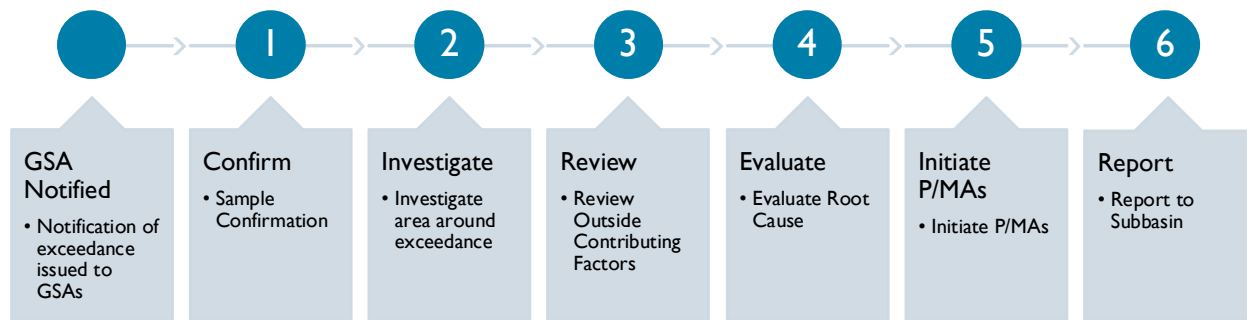 1
2
3
4
5
6
GSA
Notified
• Notification of
exceedance
issued to
GSAs
Confirm
• Sample
Confirmation
Investigate
• Investigate
area around
exceedance
Review
• Review
Outside
Contributing
Factors
Evaluate
• Evaluate Root
Cause
Initiate
P/MAs
• Initiate P/MAs
Report
• Report to
Subbasin